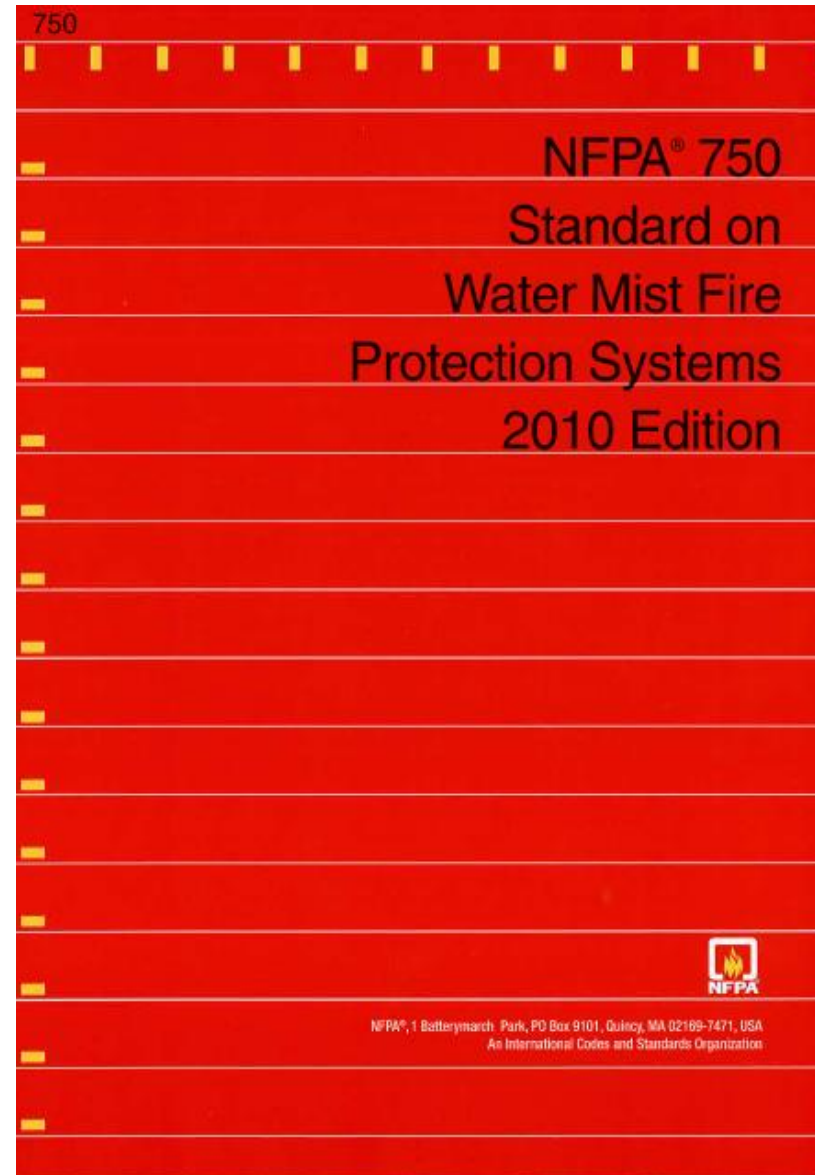 750
NFPA® 750
Standard on
Water Mist Fire
Protection Systems
2010 Edition
NFPA
NFPA®, 1 Batterymarch Park, PO Box 9101, Quincy, MA 02169-7471, USA
An International Codes and Standards Organization